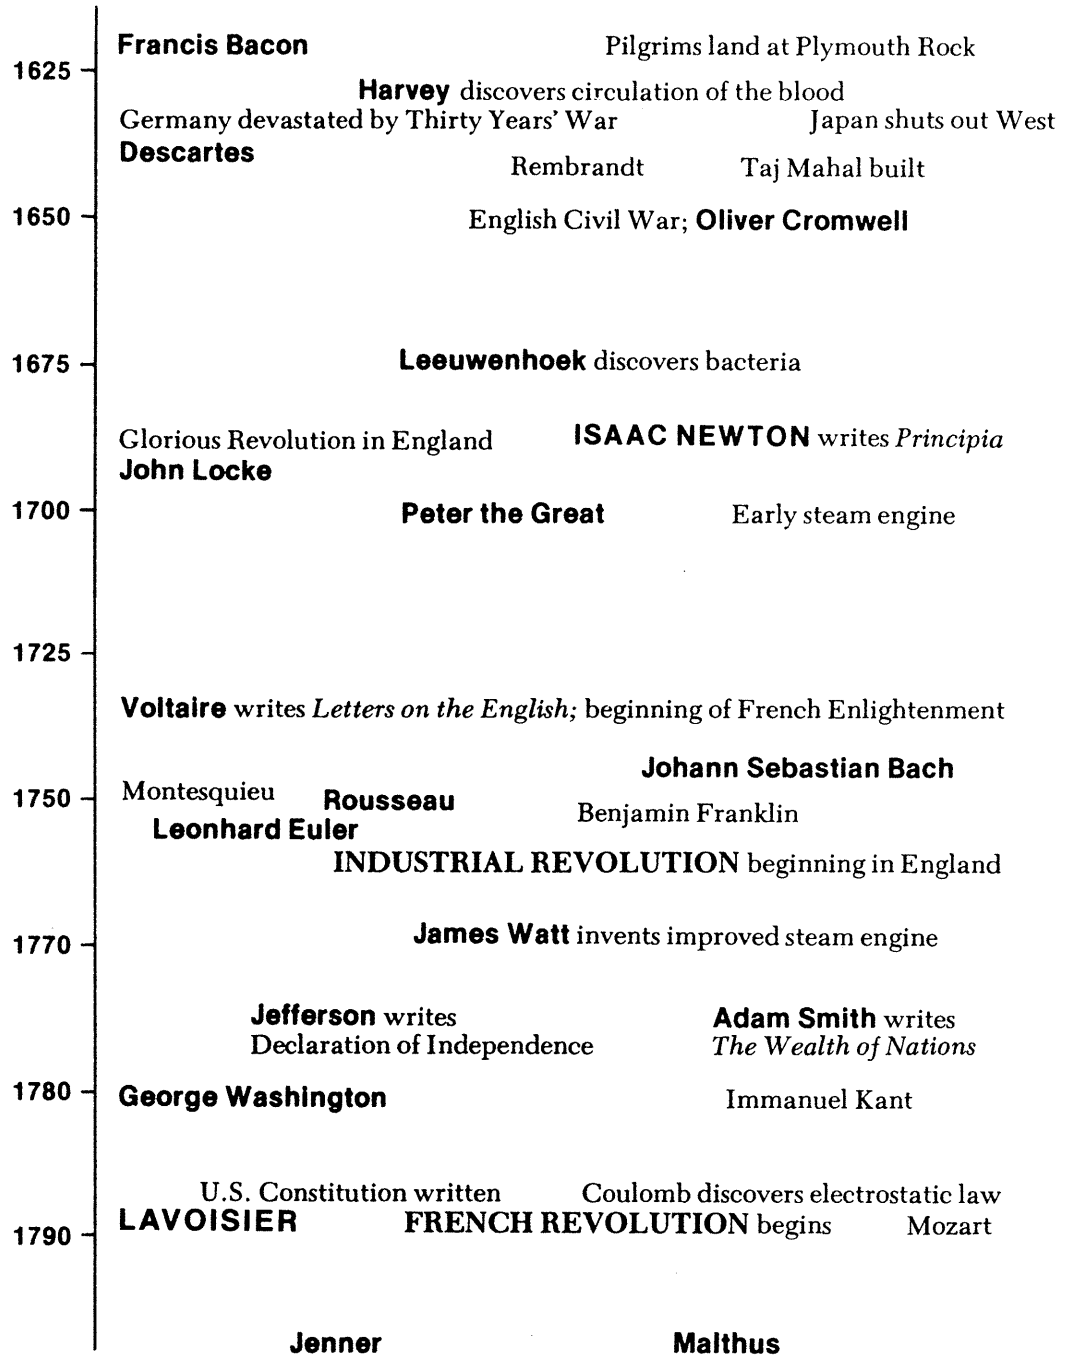 Francis Bacon Pilgrims land at Plymouth Rock
1625
Harvey discovers circulation of the blood
Germany devastated by Thirty Years' War Japan shuts out West
Descartes
Rembrandt Taj Mahal built
1650 English Civil War; Oliver Cromwell
1675 Leeuwenhoek discovers bacteria
Glorious Revolution in England ISAAC NEWTON writes Principia
John Locke
1700 Peter the Great Early steam engine
1725
Voltaire writes Letters on the English; beginning of French Enlightenment
Johann Sebastian Bach
1750 Montesquieu Rousseau Benjamin Franklin
Leonhard Euler
INDUSTRIAL REVOLUTION beginning in England
1770 James Watt invents improved steam engine
Jefferson writes Adam Smith writes
Declaration of Independence The Wealth of Nations
1780 George Washington Immanuel Kant
U.S. Constitution written Coulomb discovers electrostatic law
LAVOISIER FRENCH REVOLUTION begins Mozart
1790
Jenner Malthus